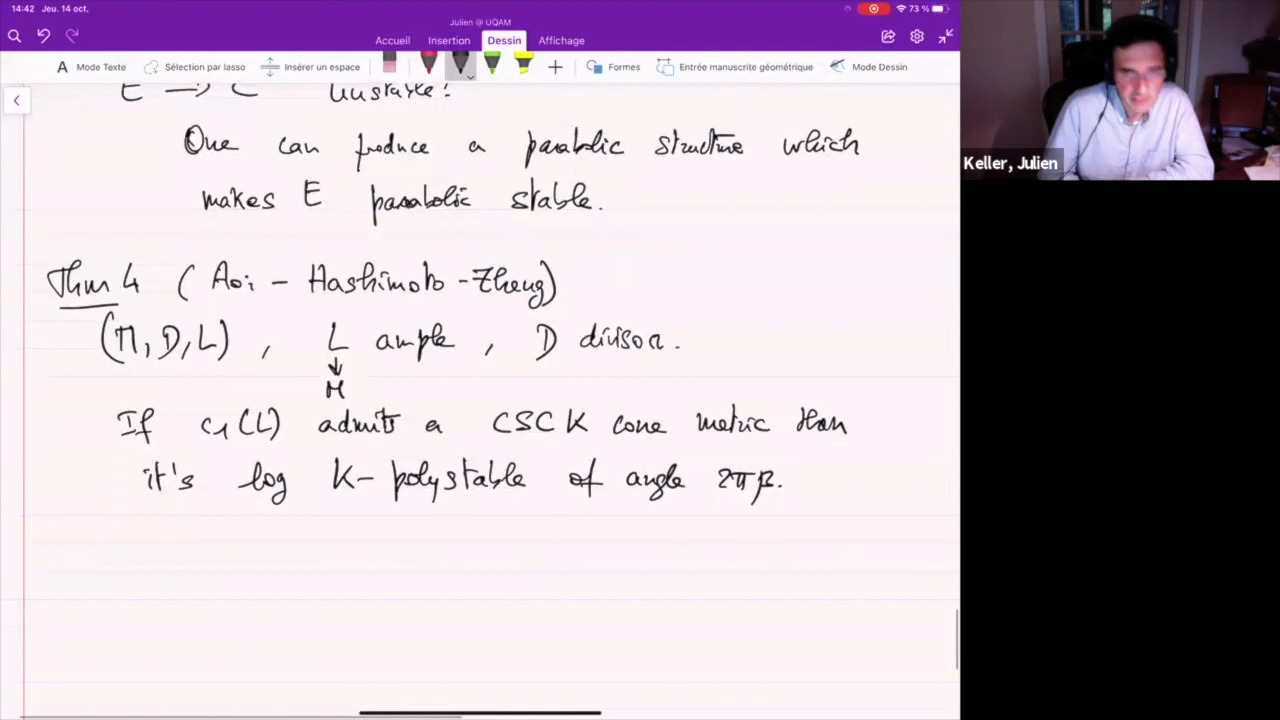 14:42 Jeu. 14 oct.
73 %
Julien @ UQAM
Accueil Insertion Dessin Affichage
A Mode Texte Sélection par lasso Insérer un espace Formes Entrée manuscrite géométrique Mode Dessin
E → C Unstable?
One can produce a parabolic structure which
makes E parabolic stable.
Keller, Julien
Thm 4 (Aoi - Hashimoto - Zheng)
(M, D, L) , L ample , D divisor.
↓
M
If c1(L) admits a CSCK cone metric then
it's log K-polystable of angle 2πβ.